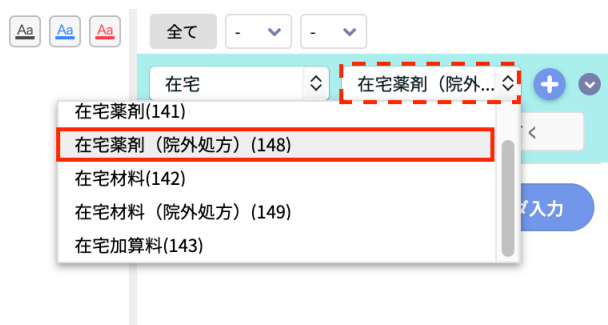 Aa Aa Aa 全て - -
在宅 在宅薬剤（院外...
在宅薬剤(141)
在宅薬剤（院外処方）(148)
在宅材料(142)
在宅材料（院外処方）(149)
在宅加算料(143)
く
入力